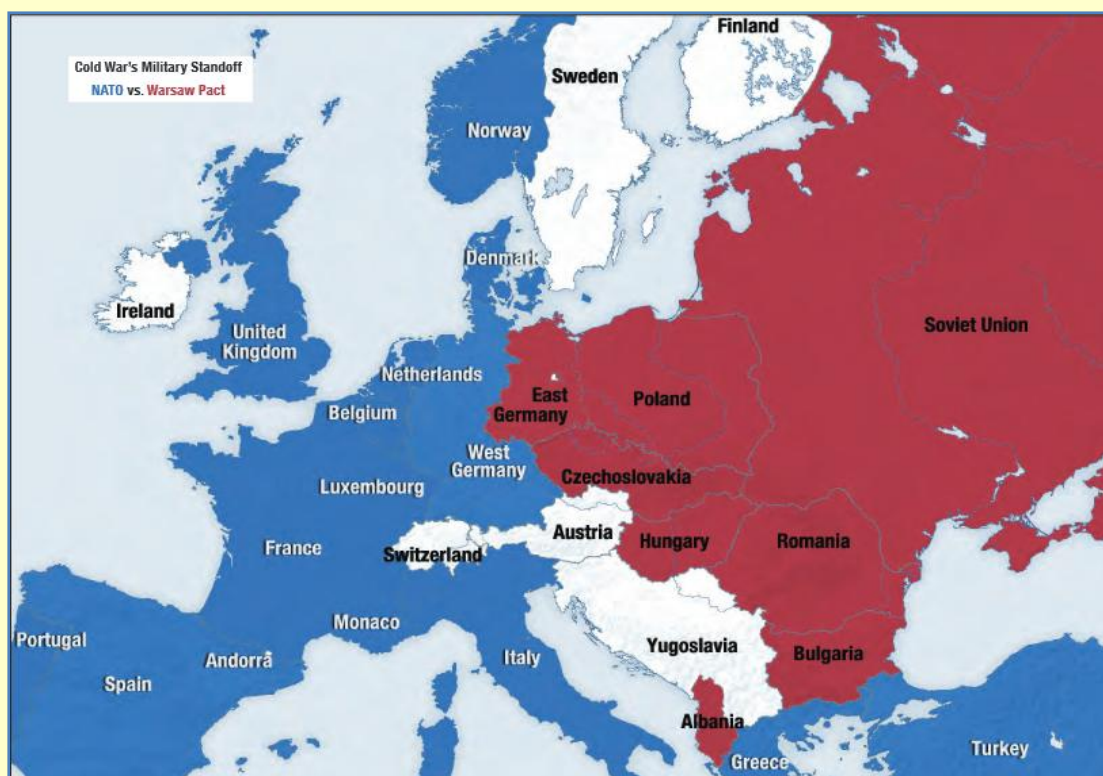 Cold War's Military Standoff
NATO vs. Warsaw Pact
Finland
Sweden
Norway
Denmark
Ireland
United
Kingdom
Soviet Union
Netherlands
East
Germany
Poland
Belgium
West
Germany
Czechoslovakia
Luxembourg
Austria
France
Switzerland
Hungary
Romania
Monaco
Portugal
Andorra
Italy
Yugoslavia
Bulgaria
Spain
Albania
Greece
Turkey